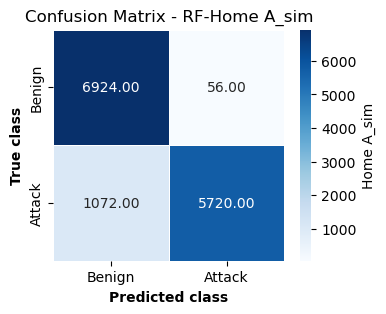 Confusion Matrix - RF-Home A_sim
True class
Benign
6924.00
56.00
Attack
1072.00
5720.00
Benign
Attack
Predicted class
6000
5000
4000
3000
2000
1000
Home A_sim